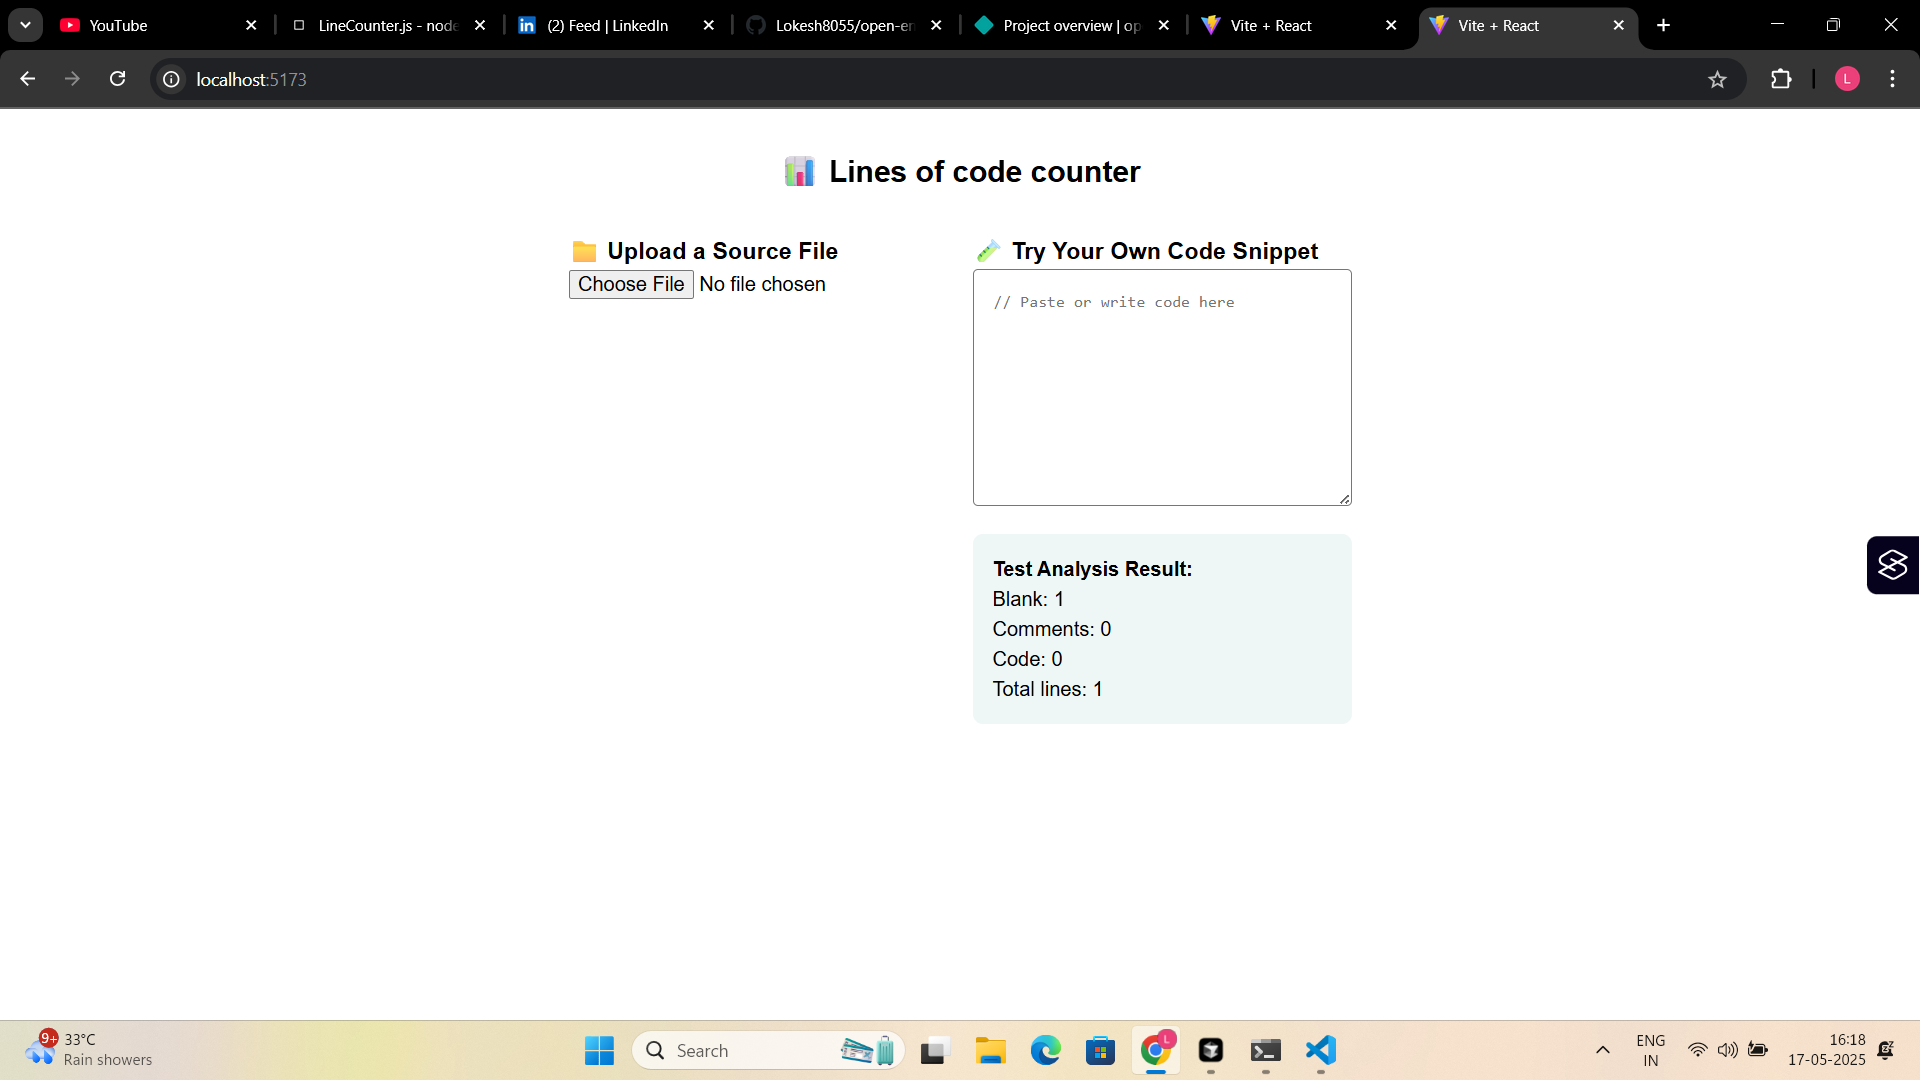 YouTube
LineCounter.js - node
(2) Feed | LinkedIn
Lokesh8055/open-en
Project overview | op
Vite + React
Vite + React
localhost:5173
L
Lines of code counter
Upload a Source File
Choose File No file chosen
Try Your Own Code Snippet
// Paste or write code here
Test Analysis Result:
Blank: 1
Comments: 0
Code: 0
Total lines: 1
9+
33°C
Rain showers
Search
L
ENG
IN
16:18
17-05-2025